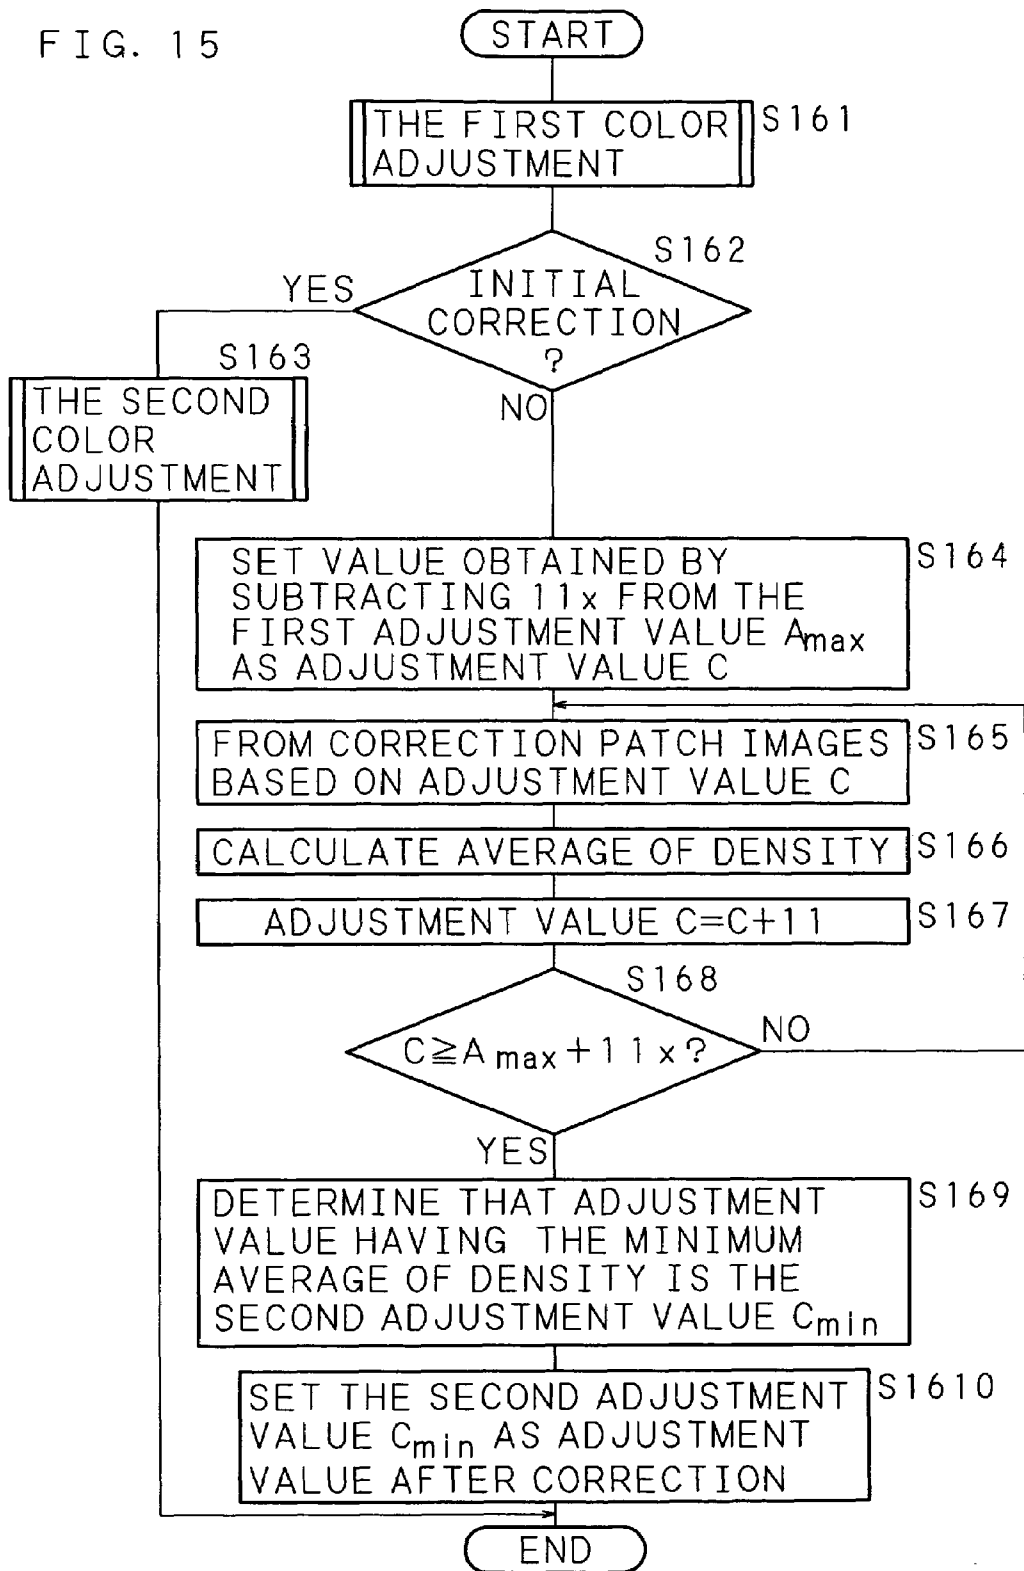 FIG. 15
START
THE FIRST COLOR
ADJUSTMENT
S161
S162
INITIAL
CORRECTION
?
YES
NO
S163
THE SECOND
COLOR
ADJUSTMENT
SET VALUE OBTAINED BY
SUBTRACTING 11x FROM THE
FIRST ADJUSTMENT VALUE Amax
AS ADJUSTMENT VALUE C
S164
FROM CORRECTION PATCH IMAGES
BASED ON ADJUSTMENT VALUE C
S165
CALCULATE AVERAGE OF DENSITY
S166
ADJUSTMENT VALUE C=C+11
S167
S168
C≧Amax+11x?
NO
YES
DETERMINE THAT ADJUSTMENT
VALUE HAVING THE MINIMUM
AVERAGE OF DENSITY IS THE
SECOND ADJUSTMENT VALUE Cmin
S169
SET THE SECOND ADJUSTMENT
VALUE Cmin AS ADJUSTMENT
VALUE AFTER CORRECTION
S1610
END